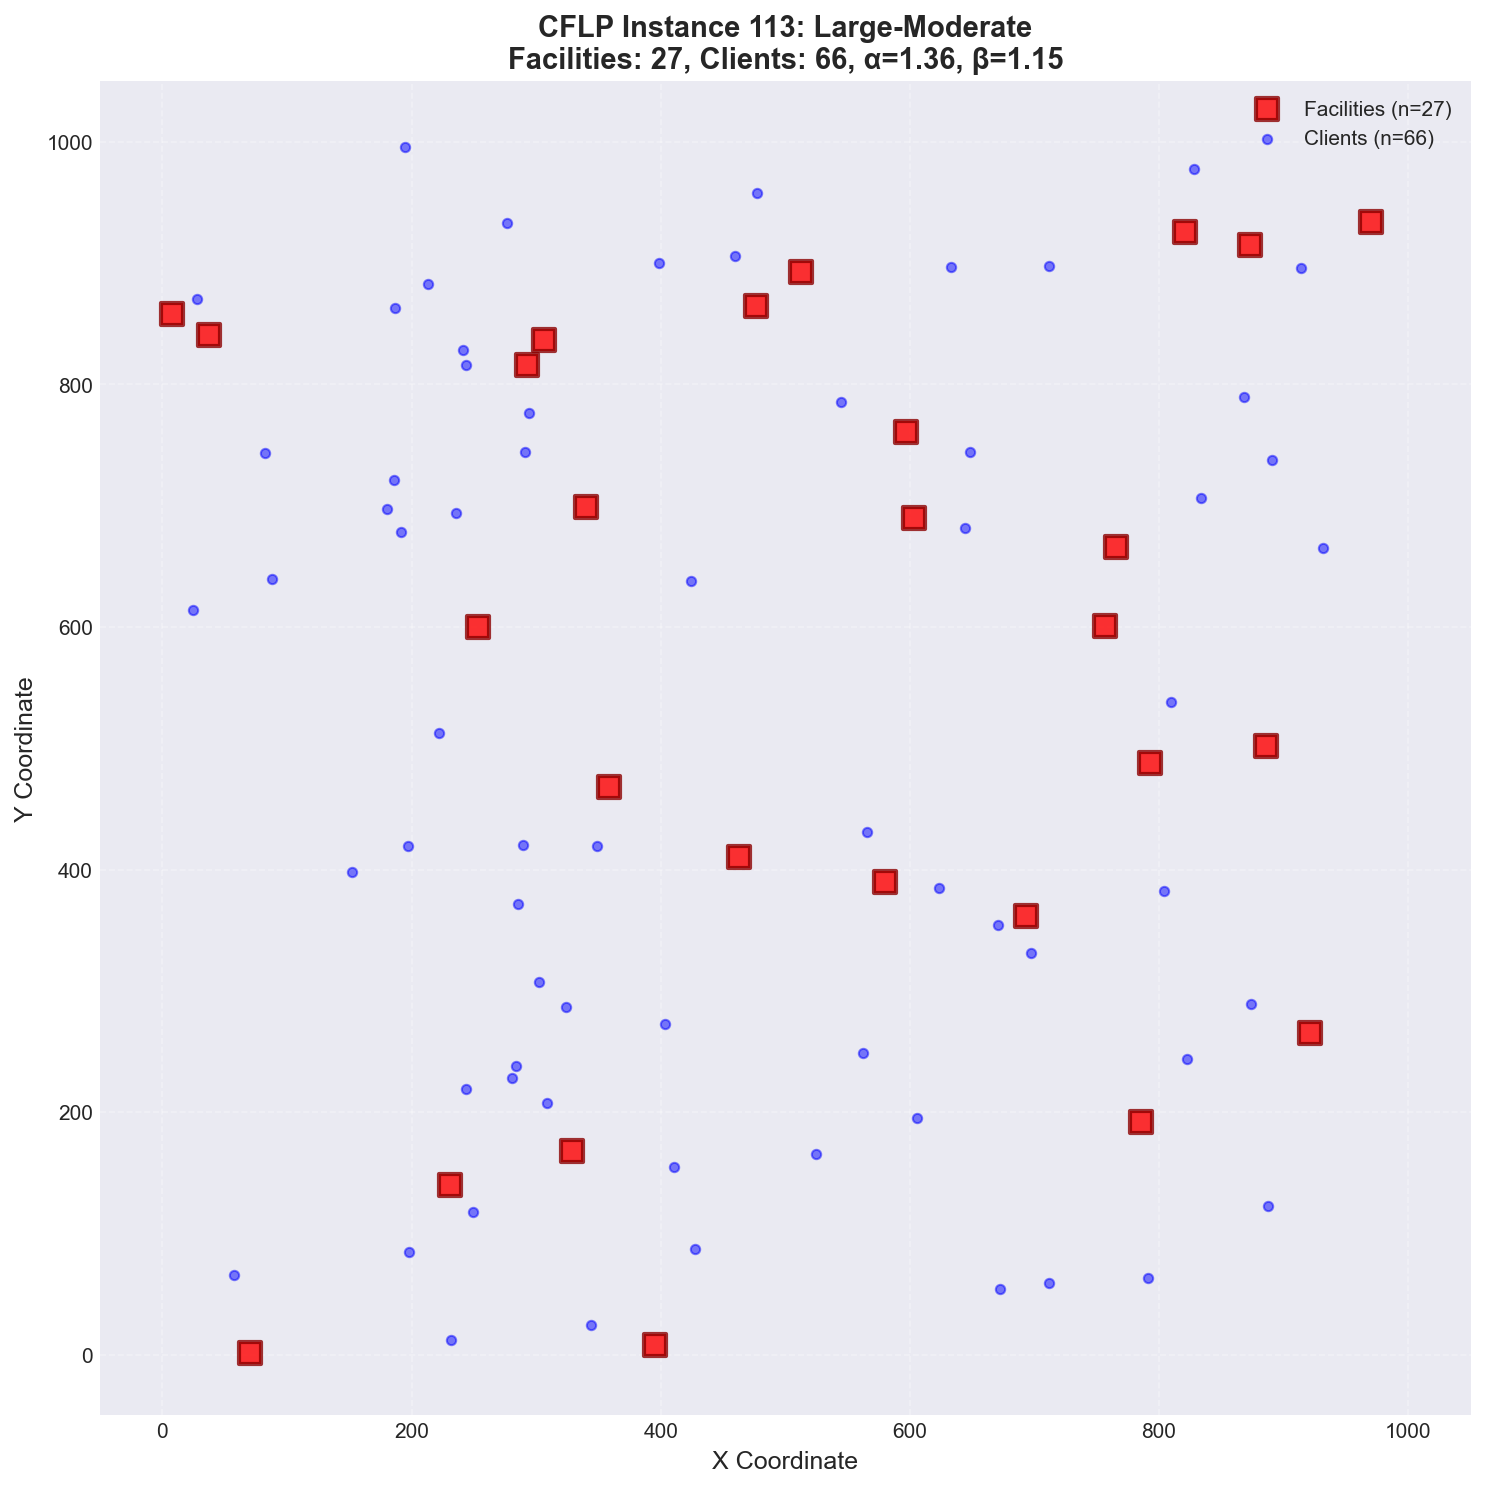 CFLP Instance 113: Large-Moderate
Facilities: 27, Clients: 66, α=1.36, β=1.15
Facilities (n=27)
Clients (n=66)
1000
800
600
400
200
0
Y Coordinate
0 200 400 600 800 1000
X Coordinate